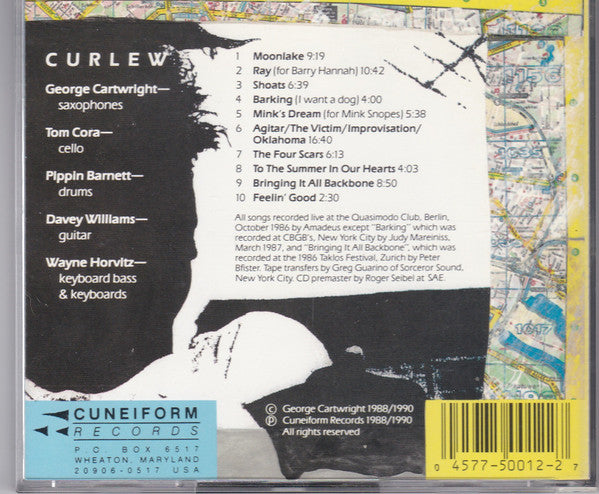 CURLEW
George Cartwright—
saxophones
Tom Cora—
cello
Pippin Barnett—
drums
Davey Williams—
guitar
Wayne Horvitz—
keyboard bass
& keyboards
1 Moonlake 9:19
2 Ray (for Barry Hannah) 10:42
3 Shoats 6:39
4 Barking (I want a dog) 4:00
5 Mink's Dream (for Mink Snopes) 5:38
6 Agitar/The Victim/Improvisation/
Oklahoma 16:40
7 The Four Scars 6:13
8 To The Summer In Our Hearts 4:03
9 Bringing It All Backbone 8:50
10 Feelin' Good 2:30
All songs recorded live at the Quasimodo Club, Berlin,
October 1986 by Amadeus except "Barking" which was
recorded at CBGB's, New York City by Judy Mareiniss,
March 1987, and "Bringing It All Backbone", which was
recorded at the 1986 Taklos Festival, Zurich by Peter
Bfister. Tape transfers by Greg Guarino of Sorceror Sound,
New York City. CD premaster by Roger Seibel at SAE.
© George Cartwright 1988/1990
℗ Cuneiform Records 1988/1990
All rights reserved
CUNEIFORM
RECORDS
P.O. BOX 6517
WHEATON, MARYLAND
20906-0517 USA
0 4577-50012-2 7
156
1635
1647